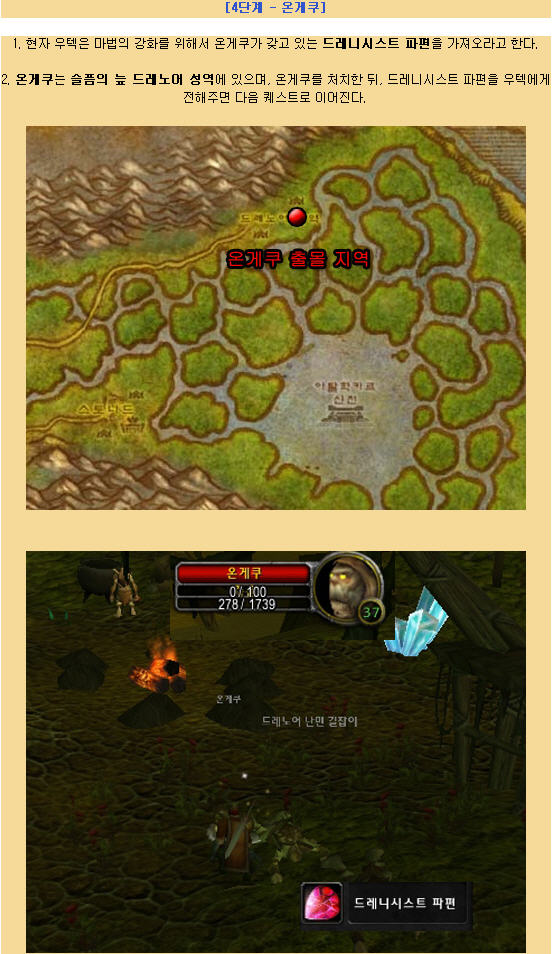 [4단계 - 온게쿠]
1. 현자 우텍은 마법의 강화를 위해서 온게쿠가 갖고 있는 드레니시스트 파편을 가져오라고 한다.
2. 온게쿠는 슬픔의 늪 드레노어 성역에 있으며, 온게쿠를 처치한 뒤, 드레니시스트 파편을 우텍에게
전해주면 다음 퀘스트로 이어진다.
온게쿠 출몰 지역
아탈학카르
신전
스토나드
온게쿠
0 / 100
278 / 1739
37
온게쿠
드레노어 난민 길잡이
드레니시스트 파편